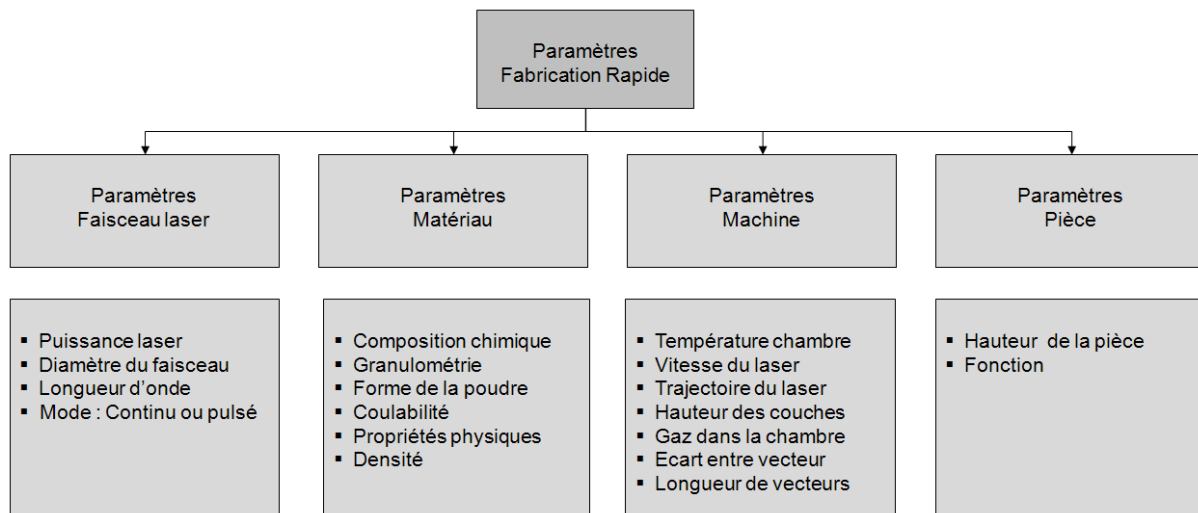 Paramètres
Fabrication Rapide
Paramètres
Faisceau laser
Paramètres
Matériau
Paramètres
Machine
Paramètres
Pièce
▪ Puissance laser
▪ Diamètre du faisceau
▪ Longueur d'onde
▪ Mode : Continu ou pulsé
▪ Composition chimique
▪ Granulométrie
▪ Forme de la poudre
▪ Coulabilité
▪ Propriétés physiques
▪ Densité
▪ Température chambre
▪ Vitesse du laser
▪ Trajectoire du laser
▪ Hauteur des couches
▪ Gaz dans la chambre
▪ Ecart entre vecteur
▪ Longueur de vecteurs
▪ Hauteur de la pièce
▪ Fonction